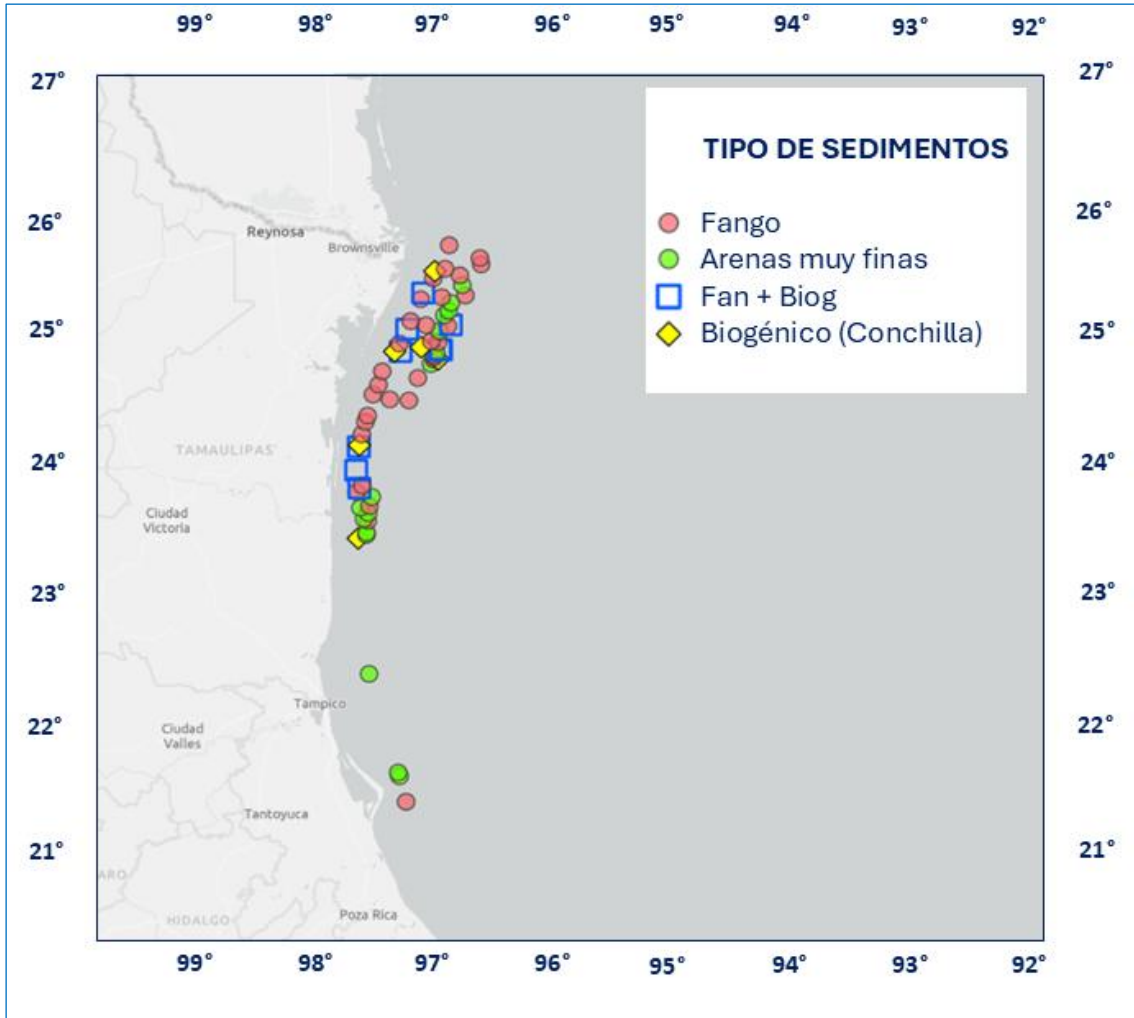 99° 98° 97° 96° 95° 94° 93° 92°
27° 27°
TIPO DE SEDIMENTOS
Fango
Arenas muy finas
Fan + Biog
Biogénico (Conchilla)
26° 26°
Reynosa
Brownsville
25° 25°
24° 24°
TAMAULIPAS
Ciudad
Victoria
23° 23°
Tampico
22° 22°
Ciudad
Valles
Tantoyuca
21° 21°
ARO
HIDALGO
Poza Rica
99° 98° 97° 96° 95° 94° 93° 92°